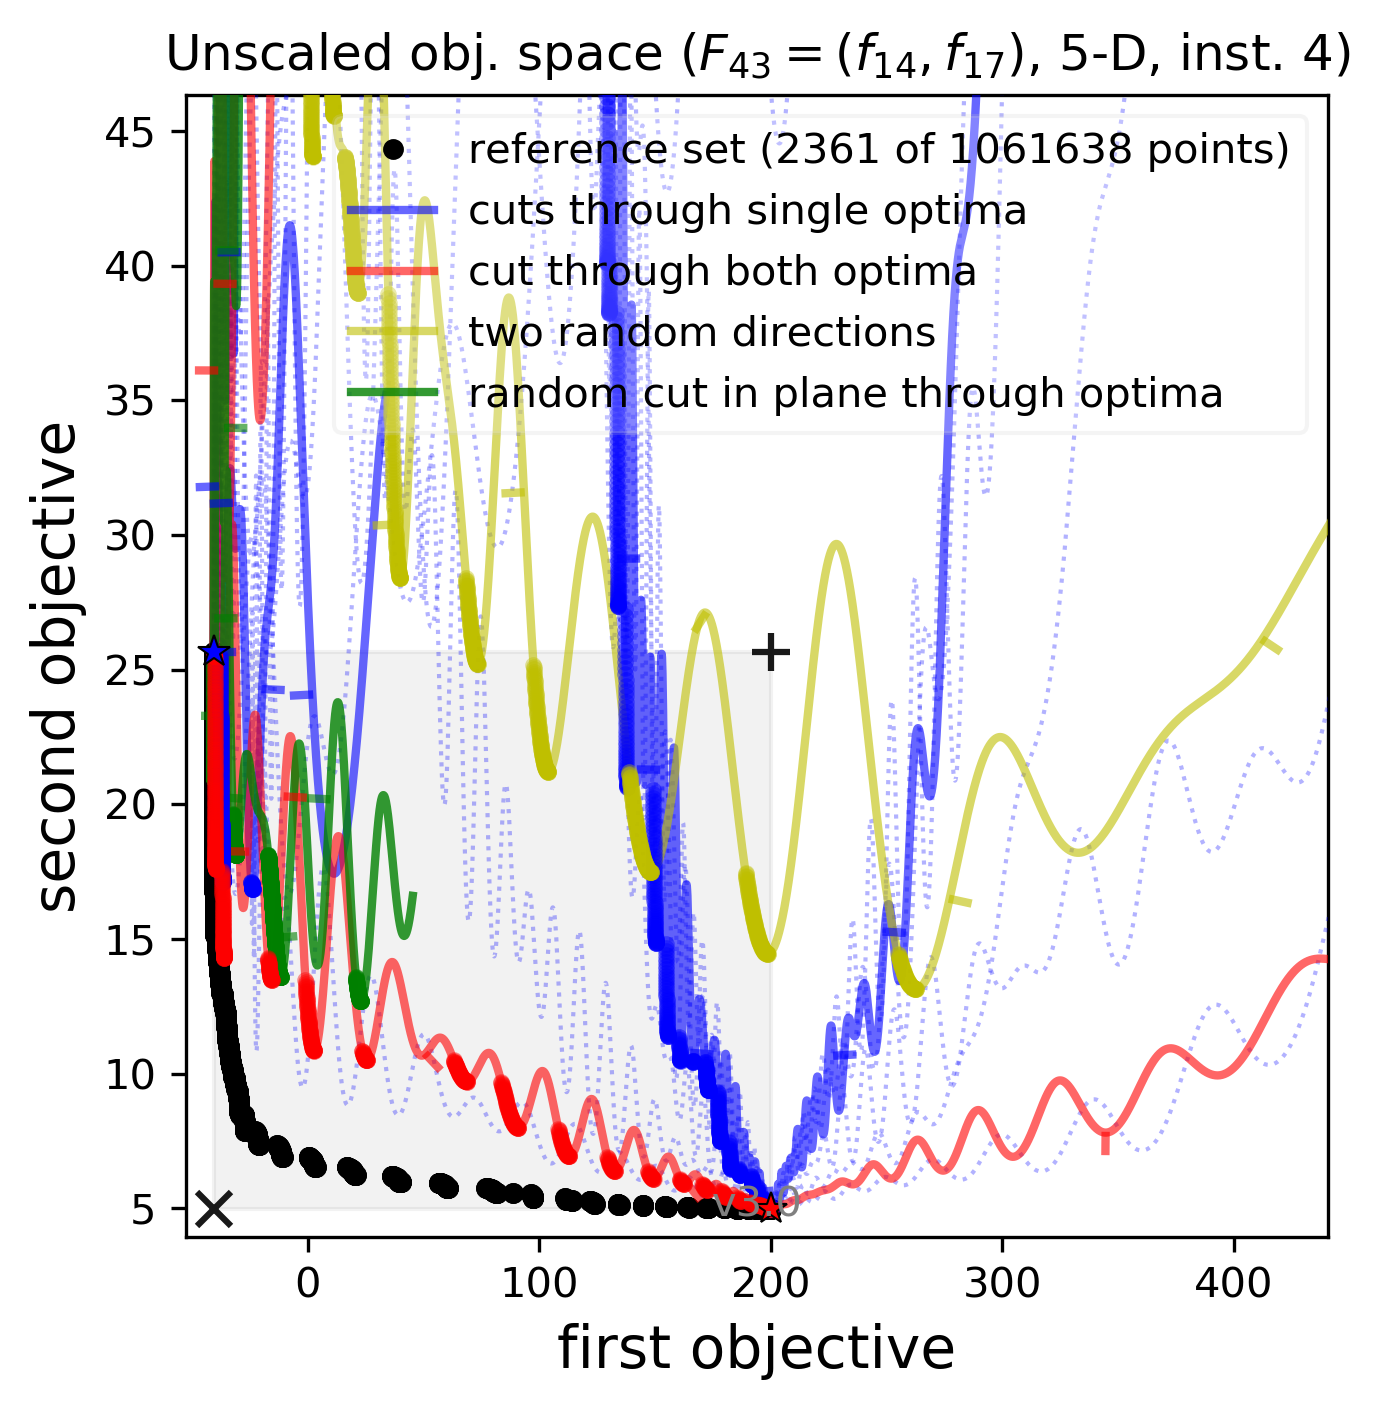 Unscaled obj. space (F₄₃ = (f₁₄, f₁₇), 5-D, inst. 4)
reference set (2361 of 1061638 points)
cuts through single optima
cut through both optima
two random directions
random cut in plane through optima
45
40
35
30
25
20
15
10
5
second objective
v3.0
0 100 200 300 400
first objective